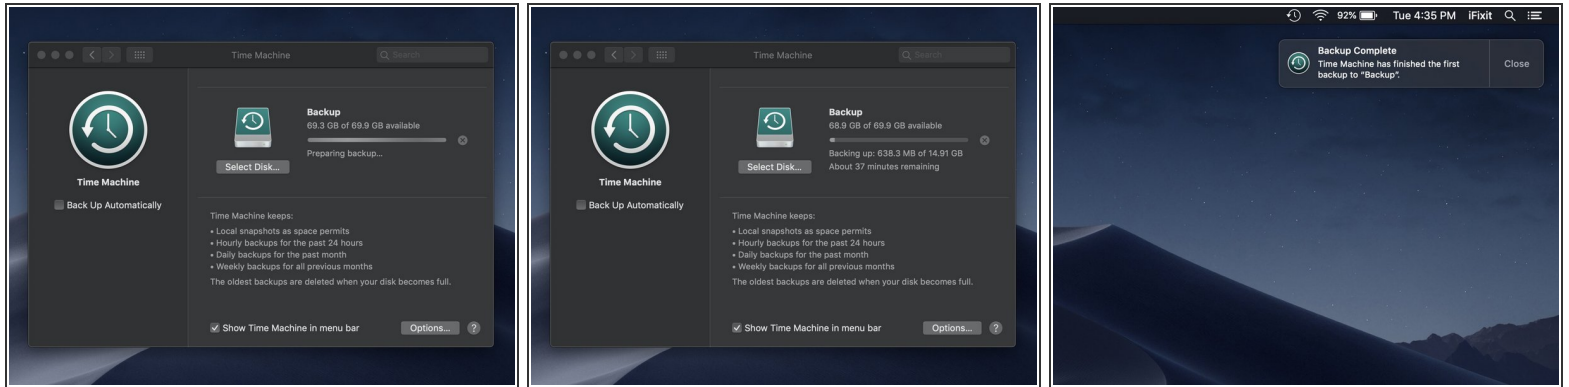 Time Machine
Search
Backup
69.3 GB of 69.9 GB available
Preparing backup...
Select Disk...
Time Machine
Back Up Automatically
Time Machine keeps:
• Local snapshots as space permits
• Hourly backups for the past 24 hours
• Daily backups for the past month
• Weekly backups for all previous months
The oldest backups are deleted when your disk becomes full.
Show Time Machine in menu bar
Options...
?
Time Machine
Search
Backup
68.9 GB of 69.9 GB available
Backing up: 638.3 MB of 14.91 GB
About 37 minutes remaining
Select Disk...
Time Machine
Back Up Automatically
Time Machine keeps:
• Local snapshots as space permits
• Hourly backups for the past 24 hours
• Daily backups for the past month
• Weekly backups for all previous months
The oldest backups are deleted when your disk becomes full.
Show Time Machine in menu bar
Options...
?
92% Tue 4:35 PM iFixit
Backup Complete
Time Machine has finished the first
backup to “Backup”.
Close